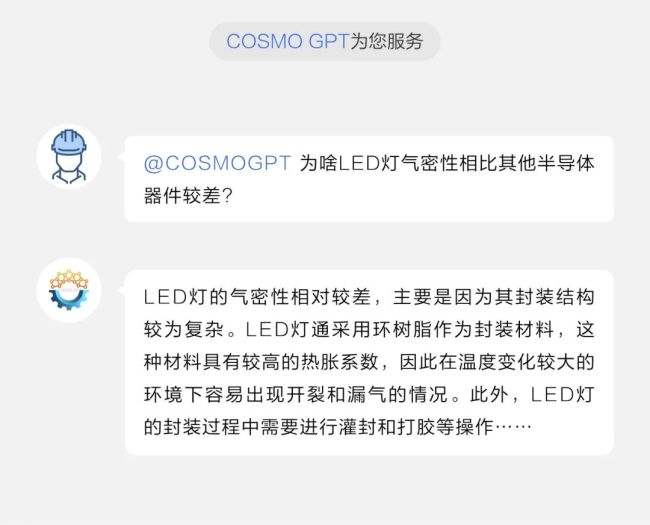 COSMO GPT为您服务
@COSMOGPT 为啥LED灯气密性相比其他半导体
器件较差?
LED灯的气密性相对较差，主要是因为其封装结构
较为复杂。LED灯通采用环树脂作为封装材料，这
种材料具有较高的热胀系数，因此在温度变化较大的
环境下容易出现开裂和漏气的情况。此外，LED灯
的封装过程中需要进行灌封和打胶等操作……